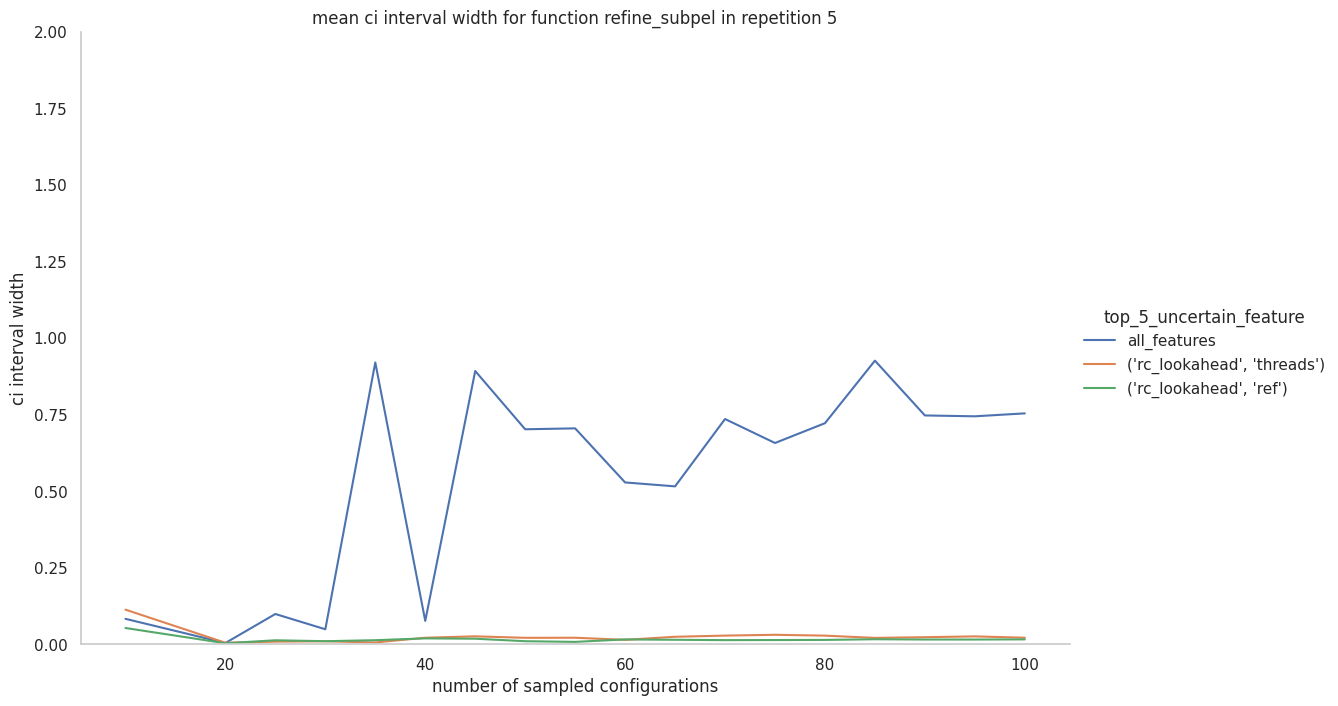 mean ci interval width for function refine_subpel in repetition 5
2.00
1.75
1.50
1.25
1.00
0.75
0.50
0.25
0.00
ci interval width
20
40
60
80
100
number of sampled configurations
top_5_uncertain_feature
all_features
('rc_lookahead', 'threads')
('rc_lookahead', 'ref')